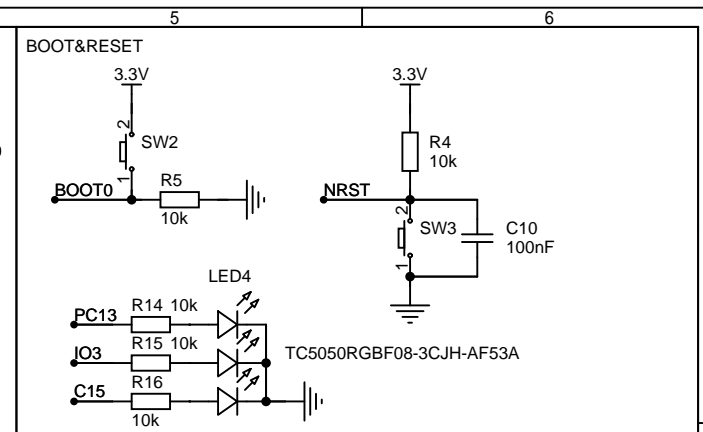 5 6
BOOT&RESET
3.3V
2
SW2
1
BOOT0
R5
10k
3.3V
R4
10k
NRST
2
SW3
1
C10
100nF
LED4
PC13
R14 10k
IO3
R15 10k
C15
R16
10k
TC5050RGBF08-3CJH-AF53A